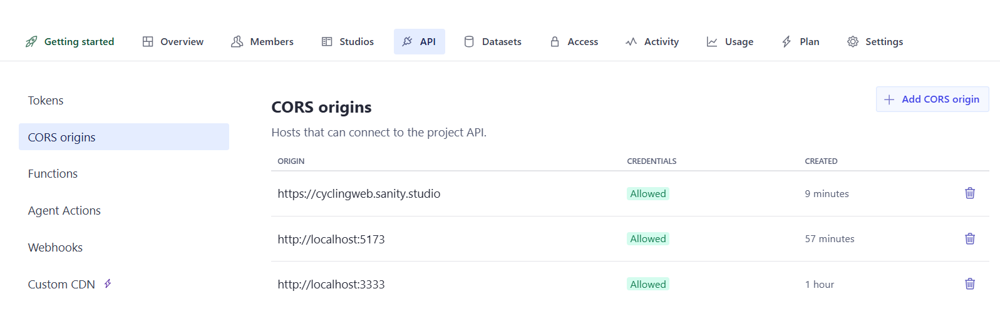 Getting started Overview Members Studios API Datasets Access Activity Usage Plan Settings
Tokens
CORS origins
Functions
Agent Actions
Webhooks
Custom CDN
CORS origins
Add CORS origin
Hosts that can connect to the project API.
ORIGIN CREDENTIALS CREATED
https://cyclingweb.sanity.studio Allowed 9 minutes
http://localhost:5173 Allowed 57 minutes
http://localhost:3333 Allowed 1 hour